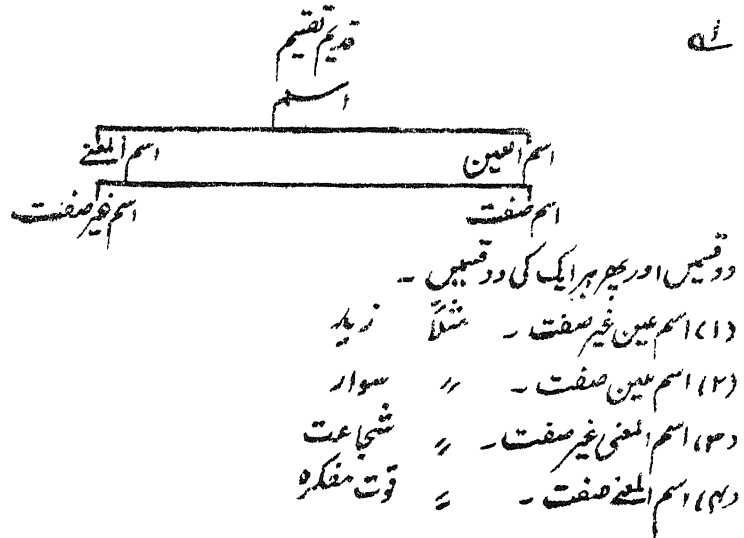 قدیم تقسیم
اسم
اسم العین اسم المعنے
اسم صفت اسم غیر صفت
دو قسمیں اور پھر ہر ایک کی دو قسمیں ۔
(۱) اسم عین غیر صفت ۔ مثلاً زید
(۲) اسم عین صفت ۔ 〃 سوار
(۳) اسم المعنی غیر صفت ۔ 〃 شجاعت
(۴) اسم المعنے صفت ۔ 〃 قوت مفکرہ